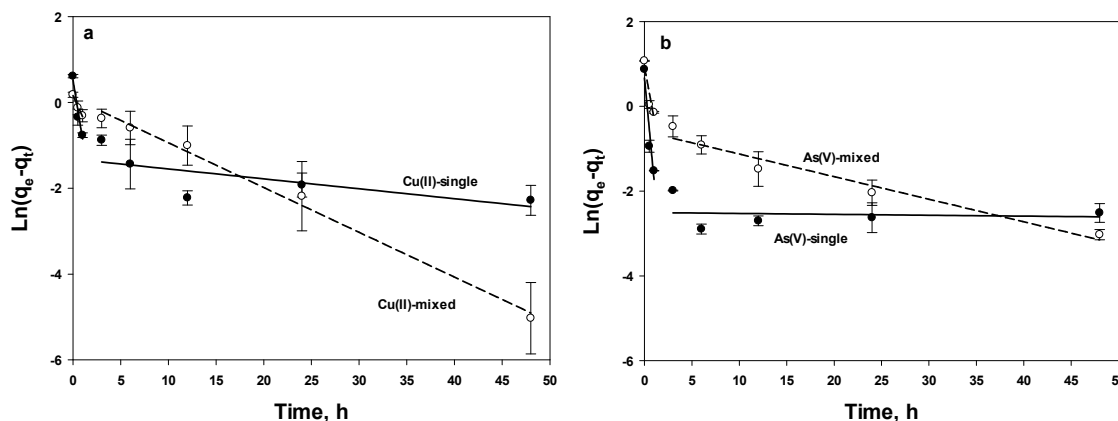 a
2
0
-2
-4
-6
Ln(qe-qt)
Cu(II)-single
Cu(II)-mixed
0 5 10 15 20 25 30 35 40 45 50
Time, h
b
2
0
-2
-4
-6
Ln(qe-qt)
As(V)-mixed
As(V)-single
0 5 10 15 20 25 30 35 40 45 50
Time, h